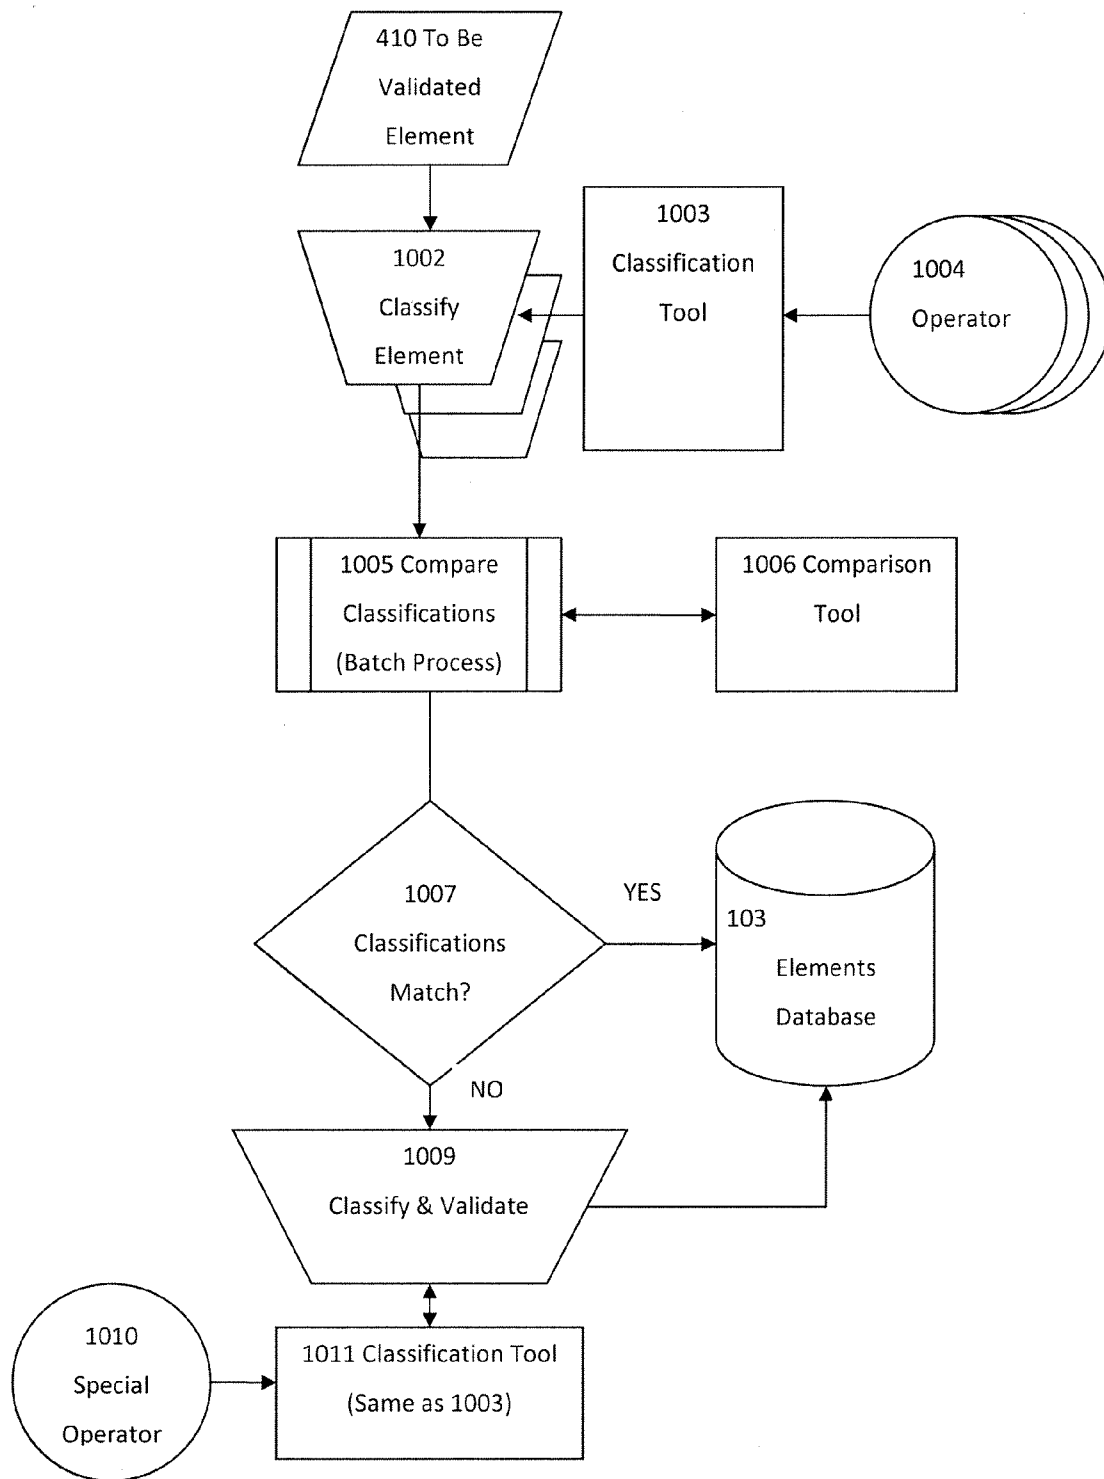 410 To Be
Validated
Element
1002
Classify
Element
1003
Classification
Tool
1004
Operator
1005 Compare
Classifications
(Batch Process)
1006 Comparison
Tool
1007
Classifications
Match?
YES
103
Elements
Database
NO
1009
Classify & Validate
1010
Special
Operator
1011 Classification Tool
(Same as 1003)